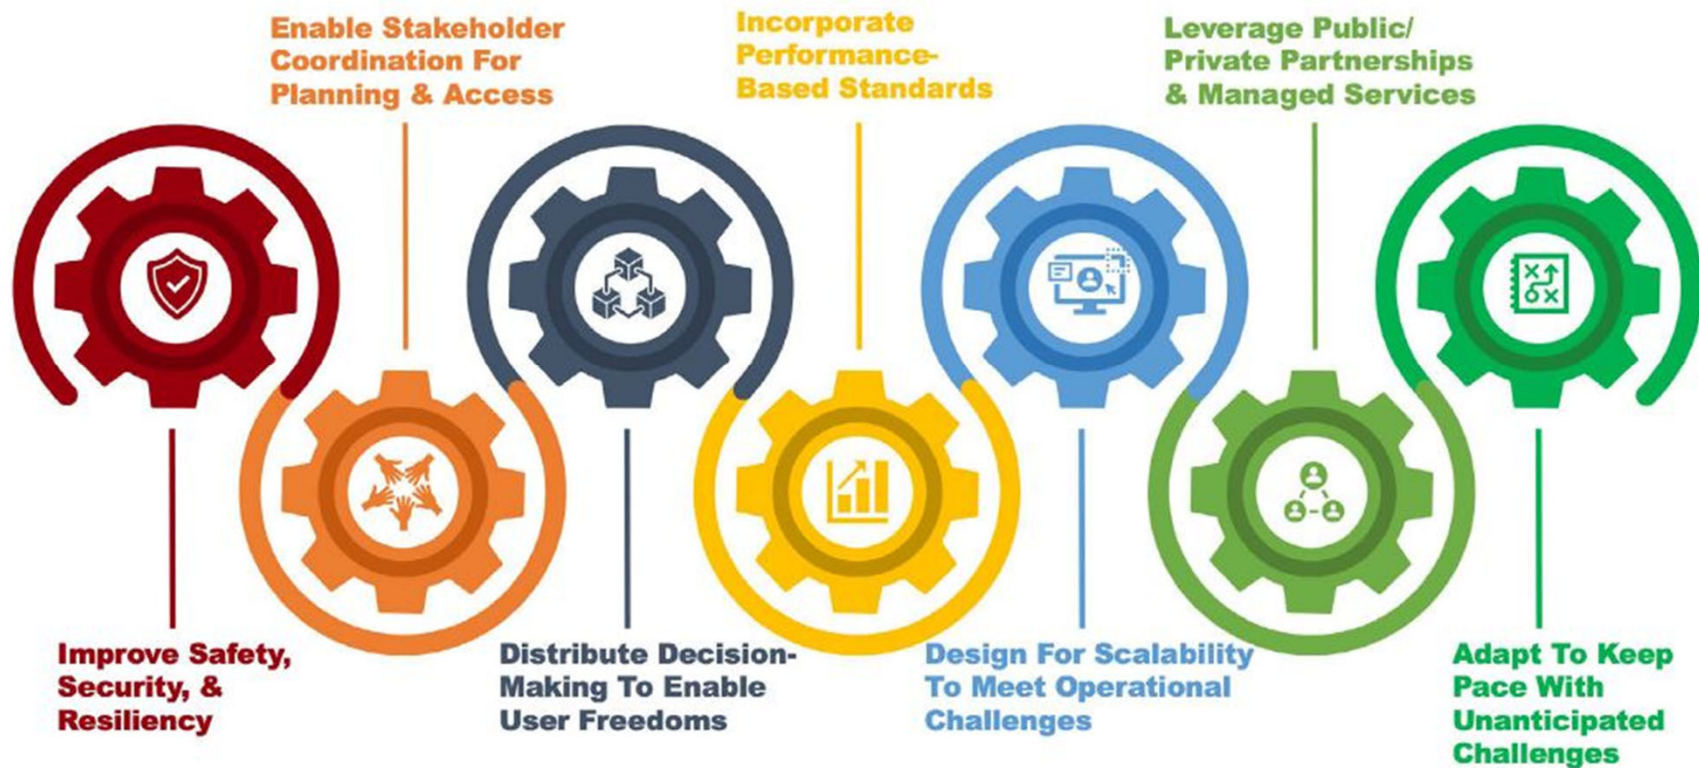 Enable Stakeholder
Coordination For
Planning & Access
Incorporate
Performance-
Based Standards
Leverage Public/
Private Partnerships
& Managed Services
Improve Safety,
Security, &
Resiliency
Distribute Decision-
Making To Enable
User Freedoms
Design For Scalability
To Meet Operational
Challenges
Adapt To Keep
Pace With
Unanticipated
Challenges